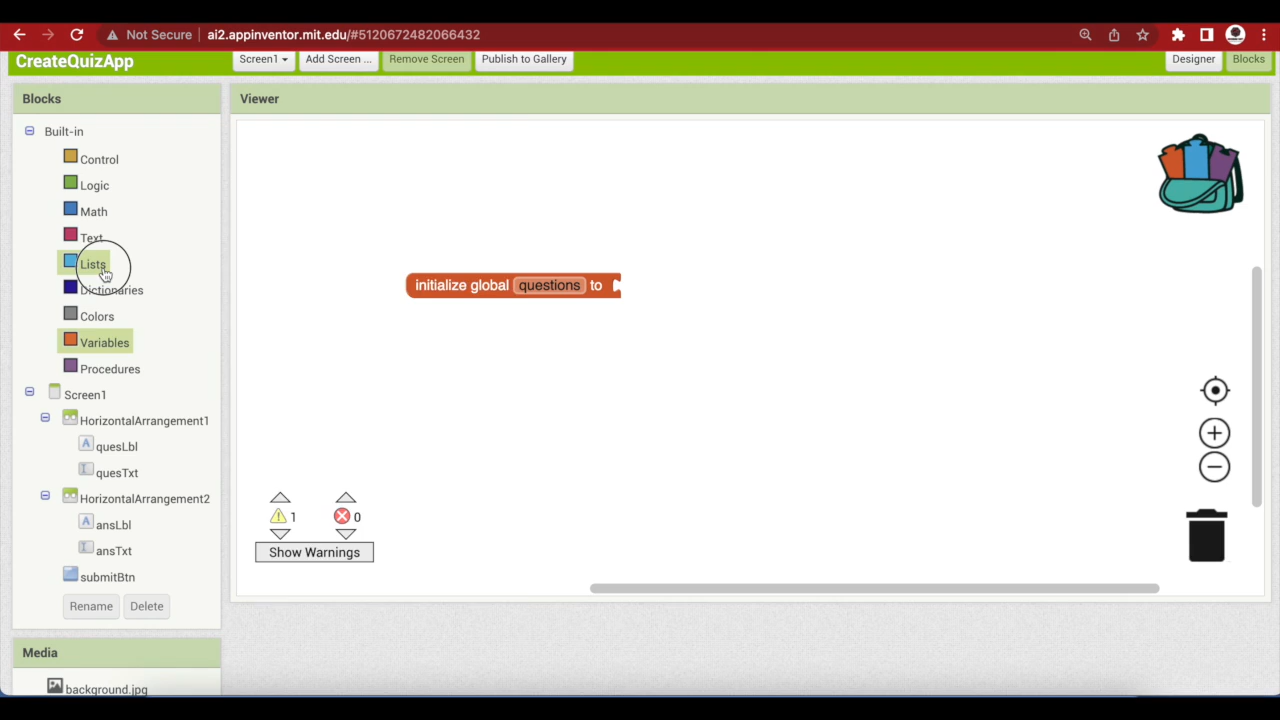 Not Secure ai2.appinventor.mit.edu/#5120672482066432
CreateQuizApp Screen1 Add Screen ... Remove Screen Publish to Gallery Designer Blocks
Blocks
Viewer
Built-in
Control
Logic
Math
Text
Lists
Dictionaries
Colors
Variables
Procedures
Screen1
HorizontalArrangement1
quesLbl
quesTxt
HorizontalArrangement2
ansLbl
ansTxt
submitBtn
Rename Delete
Media
background.jpg
initialize global questions to
1 0
Show Warnings